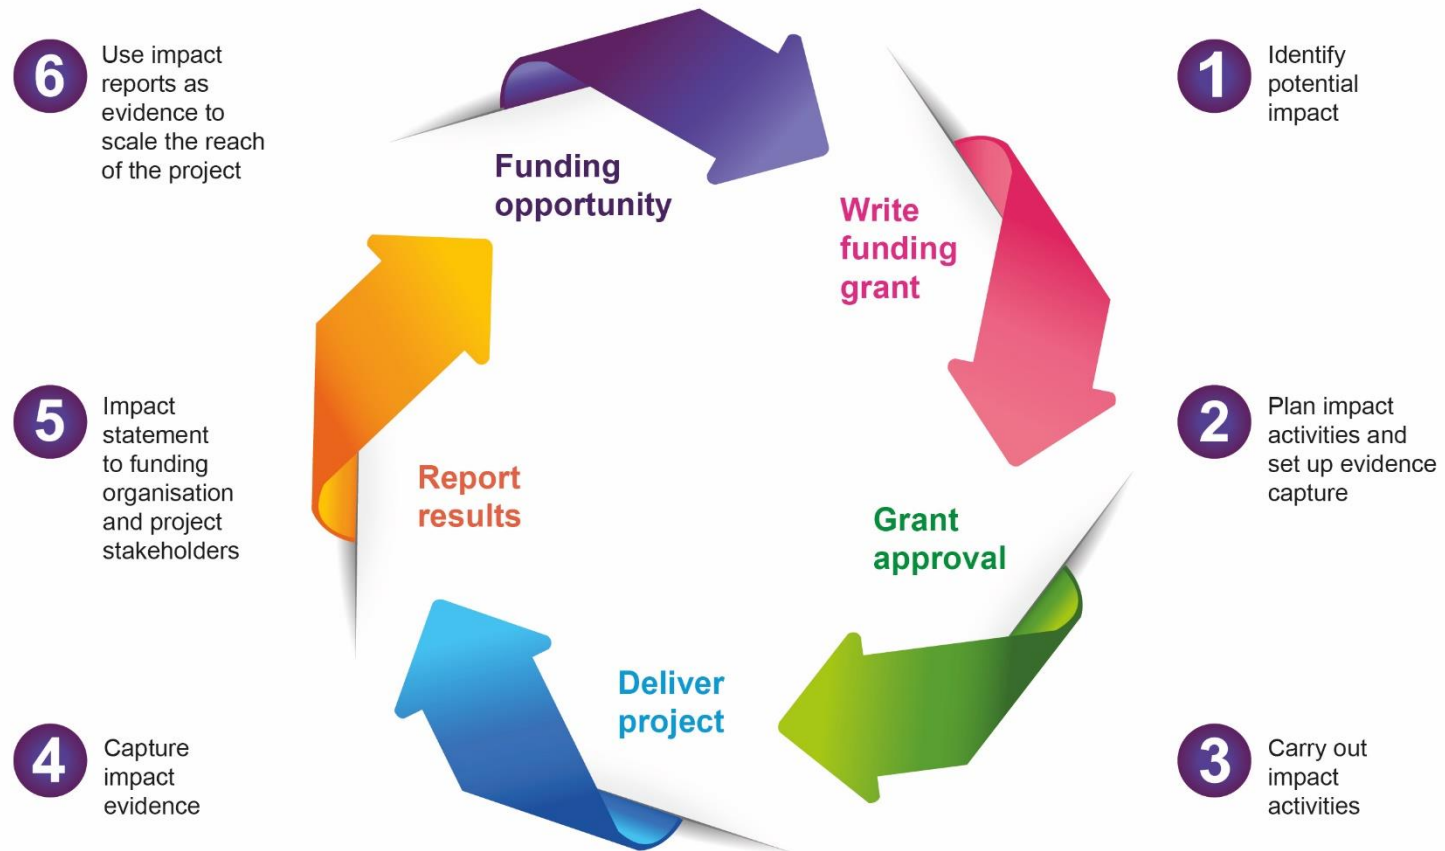 6
Use impact
reports as
evidence to
scale the reach
of the project
1
Identify
potential
impact
Funding
opportunity
Write
funding
grant
5
Impact
statement
to funding
organisation
and project
stakeholders
2
Plan impact
activities and
set up evidence
capture
Report
results
Grant
approval
Deliver
project
4
Capture
impact
evidence
3
Carry out
impact
activities